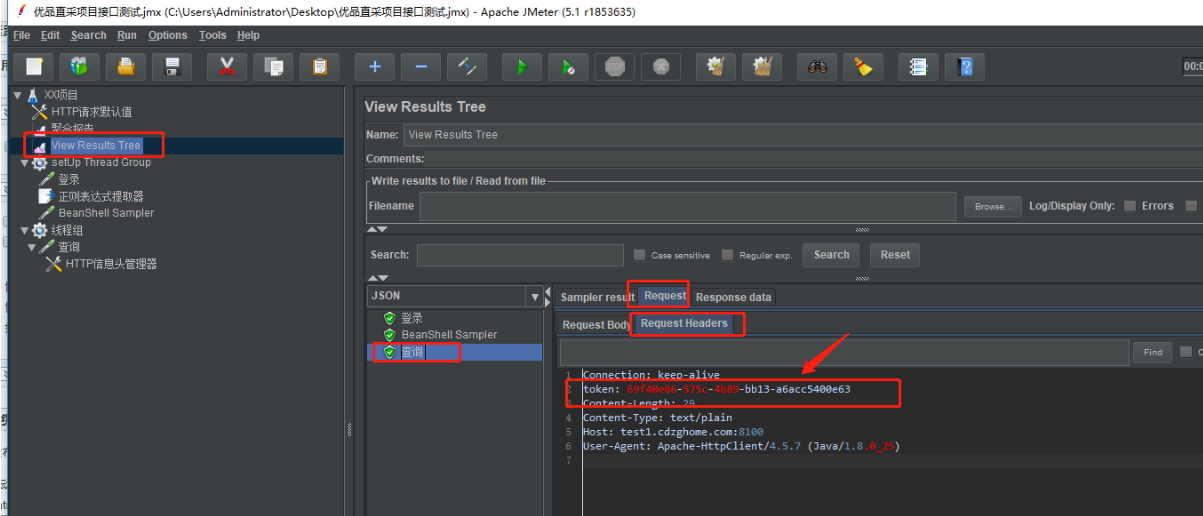 优品直采项目接口测试.jmx (C:\Users\Administrator\Desktop\优品直采项目接口测试.jmx) - Apache JMeter (5.1 r1853635)
File Edit Search Run Options Tools Help
00:0
XX项目
HTTP请求默认值
聚合报告
View Results Tree
setUp Thread Group
登录
正则表达式提取器
BeanShell Sampler
线程组
查询
HTTP信息头管理器
View Results Tree
Name: View Results Tree
Comments:
Write results to file / Read from file
Filename Browse... Log/Display Only: Errors
Search: Case sensitive Regular exp. Search Reset
JSON
登录
BeanShell Sampler
查询
Sampler result Request Response data
Request Body Request Headers
Find
1 Connection: keep-alive
2 token: 69f40e86-575c-4b89-bb13-a6acc5400e63
3 Content-Length: 29
4 Content-Type: text/plain
5 Host: test1.cdzghome.com:8100
6 User-Agent: Apache-HttpClient/4.5.7 (Java/1.8.0_25)
7